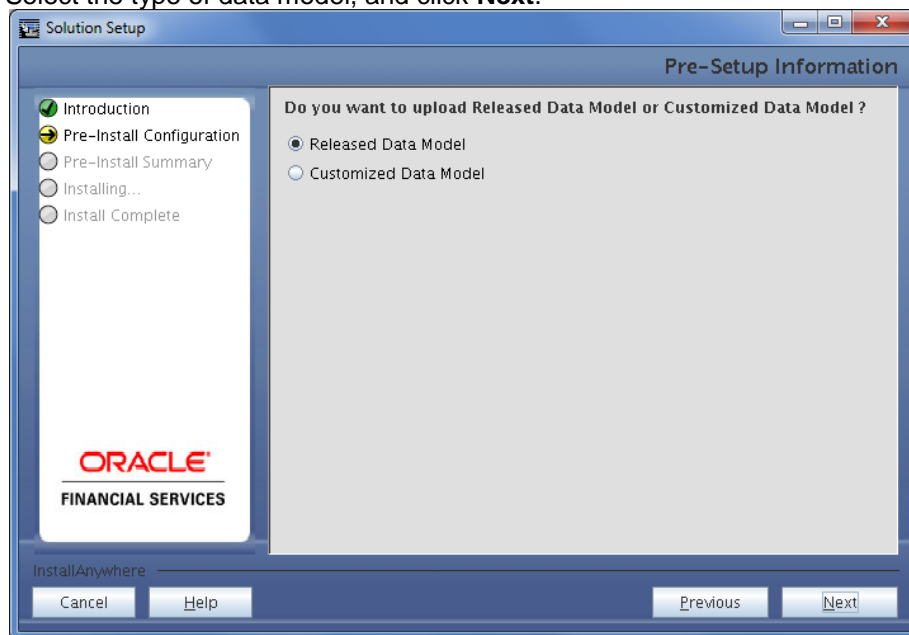 Select the type of data model, and click Next.
Solution Setup
Pre-Setup Information
Introduction
Pre-Install Configuration
Pre-Install Summary
Installing...
Install Complete
Do you want to upload Released Data Model or Customized Data Model ?
Released Data Model
Customized Data Model
ORACLE
FINANCIAL SERVICES
InstallAnywhere
Cancel
Help
Previous
Next